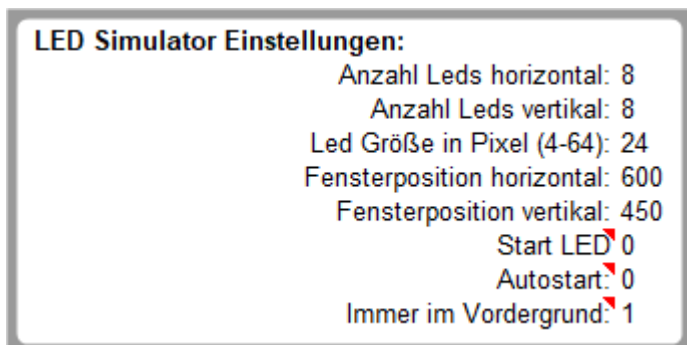 LED Simulator Einstellungen:
Anzahl Leds horizontal: 8
Anzahl Leds vertikal: 8
Led Größe in Pixel (4-64): 24
Fensterposition horizontal: 600
Fensterposition vertikal: 450
Start LED 0
Autostart: 0
Immer im Vordergrund: 1